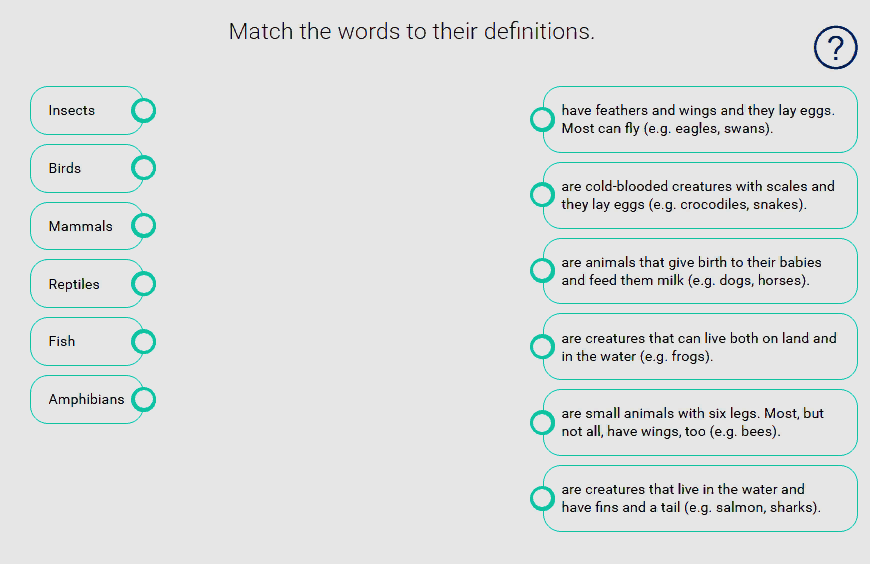 Match the words to their definitions.
?
Insects
Birds
Mammals
Reptiles
Fish
Amphibians
have feathers and wings and they lay eggs.
Most can fly (e.g. eagles, swans).
are cold-blooded creatures with scales and
they lay eggs (e.g. crocodiles, snakes).
are animals that give birth to their babies
and feed them milk (e.g. dogs, horses).
are creatures that can live both on land and
in the water (e.g. frogs).
are small animals with six legs. Most, but
not all, have wings, too (e.g. bees).
are creatures that live in the water and
have fins and a tail (e.g. salmon, sharks).